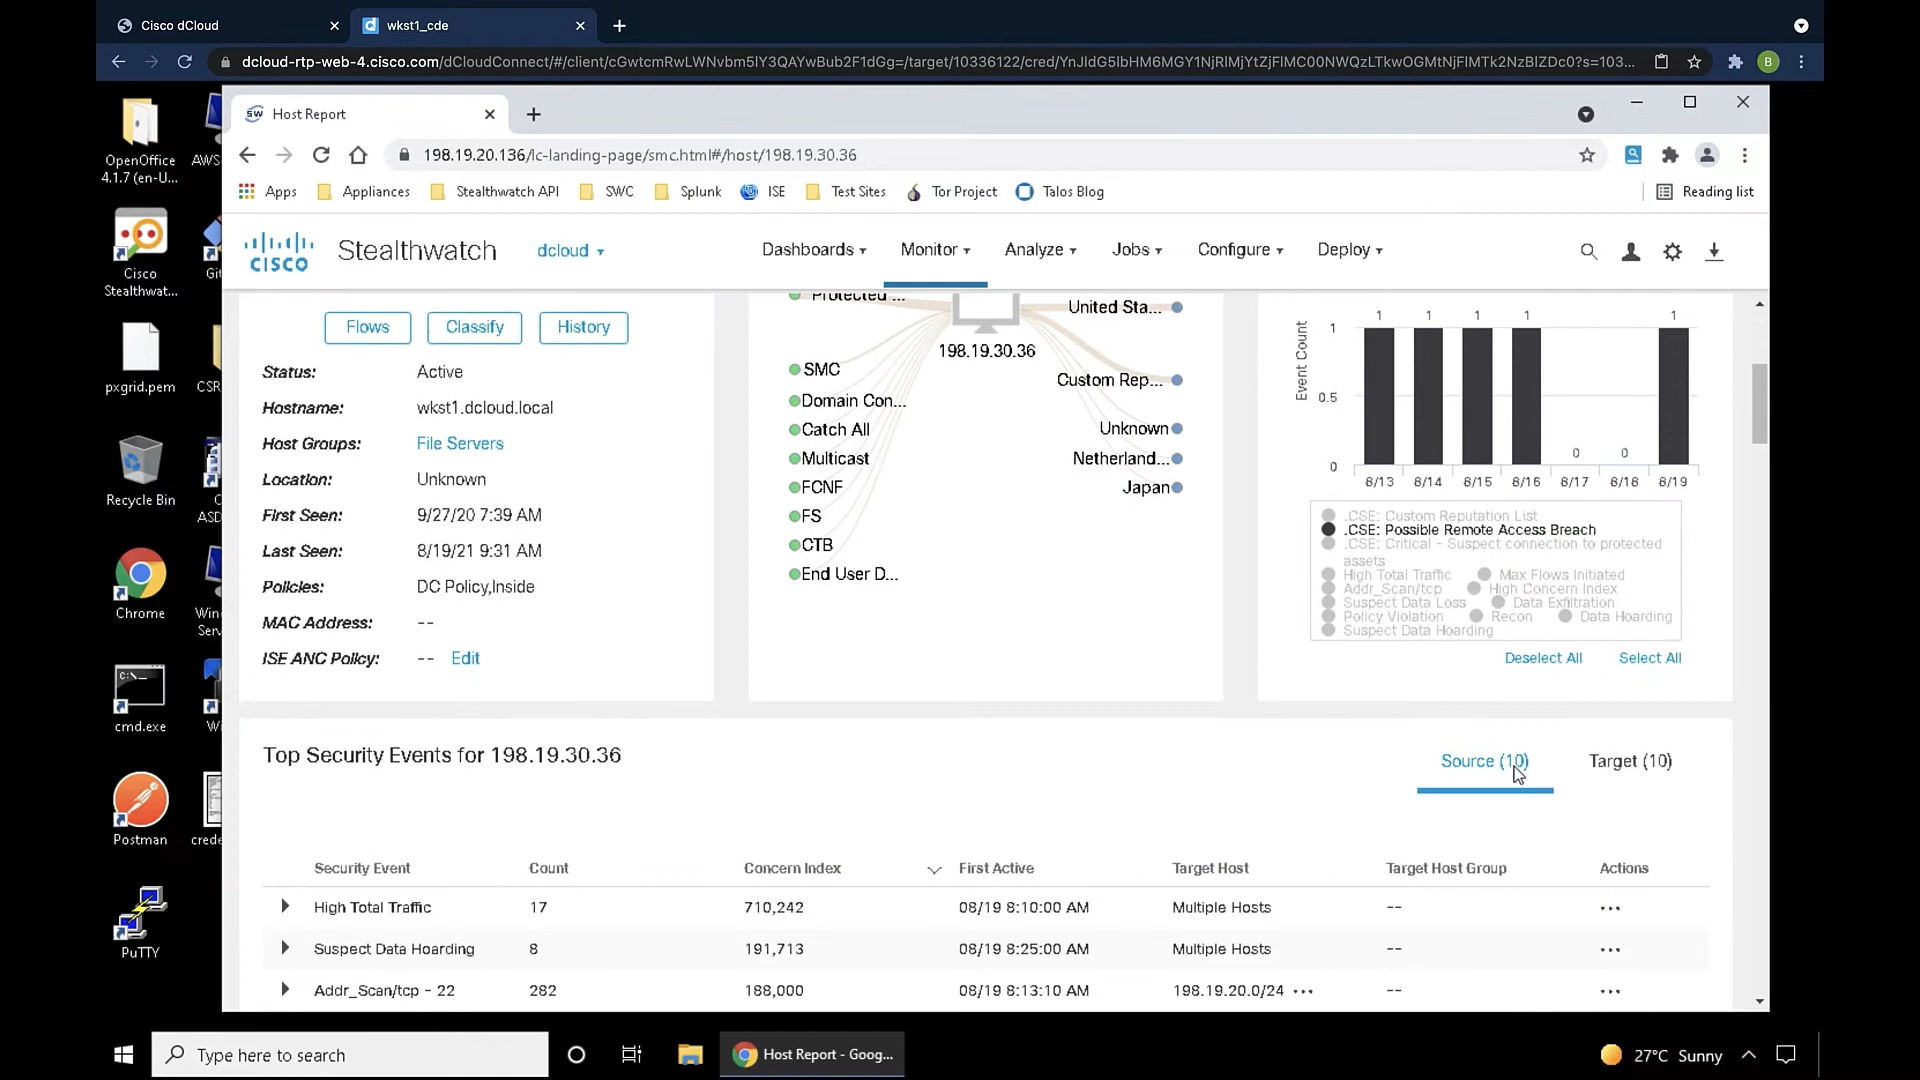 Cisco dCloud
wkst1_cde
dcloud-rtp-web-4.cisco.com/dCloudConnect/#/client/
Host Report
198.19.20.136/lc-landing-page/smc.html#/host/198.19.30.36
Apps
Appliances
Stealthwatch API
SWC
Splunk
ISE
Test Sites
Tor Project
Talos Blog
Reading list
CISCO
Stealthwatch
dcloud
Dashboards
Monitor
Analyze
Jobs
Configure
Deploy
OpenOffice
4.1.7 (en-U...
AWS
Cisco
Stealthwat...
Git
pxgrid.pem
CSR
Recycle Bin
C
ASD
Chrome
Win
Serv
cmd.exe
Wi
Postman
crede
PuTTY
Flows
Classify
History
Status:
Active
Hostname:
wkst1.dcloud.local
Host Groups:
File Servers
Location:
Unknown
First Seen:
9/27/20 7:39 AM
Last Seen:
8/19/21 9:31 AM
Policies:
DC Policy,Inside
MAC Address:
--
ISE ANC Policy:
-- Edit
Protected ...
SMC
Domain Con...
Catch All
Multicast
FCNF
FS
CTB
End User D...
198.19.30.36
United Sta...
Custom Rep...
Unknown
Netherland...
Japan
Event Count
1
0.5
0
1 1 1 1 0 0 1
8/13 8/14 8/15 8/16 8/17 8/18 8/19
.CSE: Custom Reputation List
.CSE: Possible Remote Access Breach
.CSE: Critical - Suspect connection to protected
assets
High Total Traffic Max Flows Initiated
Addr_Scan/tcp High Concern Index
Suspect Data Loss Data Exfiltration
Policy Violation Recon Data Hoarding
Suspect Data Hoarding
Deselect All Select All
Top Security Events for 198.19.30.36
Source (10)
Target (10)
Security Event Count Concern Index First Active Target Host Target Host Group Actions
High Total Traffic 17 710,242 08/19 8:10:00 AM Multiple Hosts -- ...
Suspect Data Hoarding 8 191,713 08/19 8:25:00 AM Multiple Hosts -- ...
Addr_Scan/tcp - 22 282 188,000 08/19 8:13:10 AM 198.19.20.0/24 ... -- ...
Type here to search
Host Report - Goog...
27°C Sunny